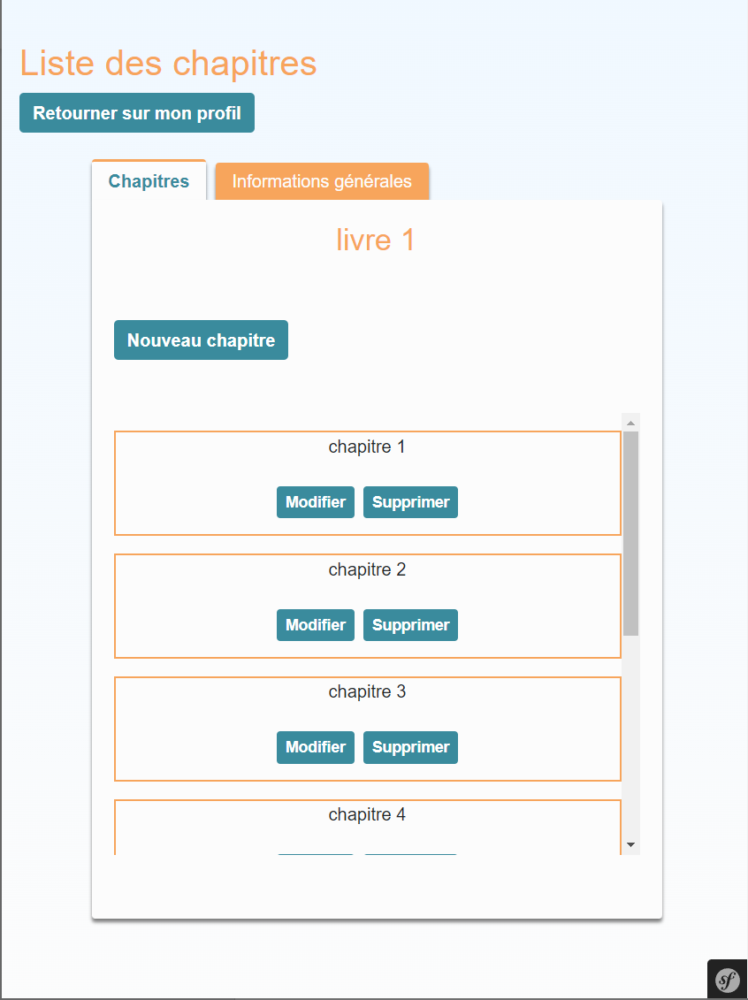 Liste des chapitres
Retourner sur mon profil
Chapitres Informations générales
livre 1
Nouveau chapitre
chapitre 1
Modifier Supprimer
chapitre 2
Modifier Supprimer
chapitre 3
Modifier Supprimer
chapitre 4
sf